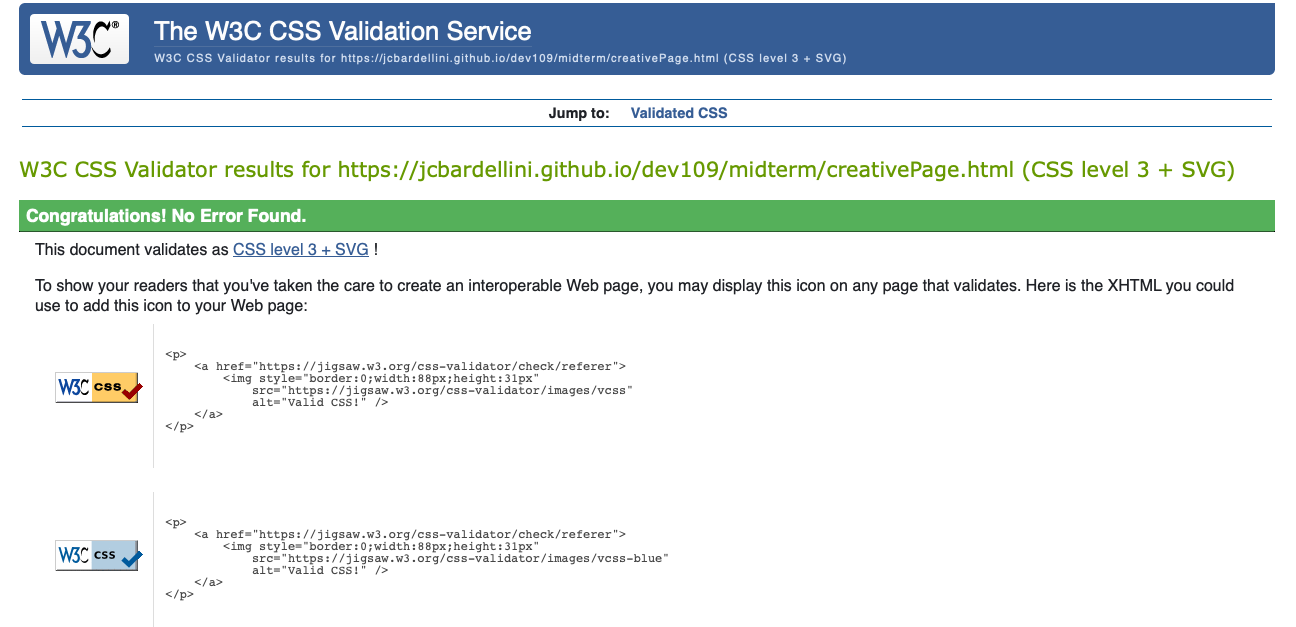 W3C®
The W3C CSS Validation Service
W3C CSS Validator results for https://jcbardellini.github.io/dev109/midterm/creativePage.html (CSS level 3 + SVG)
Jump to: Validated CSS
W3C CSS Validator results for https://jcbardellini.github.io/dev109/midterm/creativePage.html (CSS level 3 + SVG)
Congratulations! No Error Found.
This document validates as CSS level 3 + SVG !
To show your readers that you've taken the care to create an interoperable Web page, you may display this icon on any page that validates. Here is the XHTML you could
use to add this icon to your Web page:
W3C css
<p>
    <a href="https://jigsaw.w3.org/css-validator/check/referer">
        <img style="border:0;width:88px;height:31px"
            src="https://jigsaw.w3.org/css-validator/images/vcss"
            alt="Valid CSS!" />
    </a>
</p>
W3C css
<p>
    <a href="https://jigsaw.w3.org/css-validator/check/referer">
        <img style="border:0;width:88px;height:31px"
            src="https://jigsaw.w3.org/css-validator/images/vcss-blue"
            alt="Valid CSS!" />
    </a>
</p>